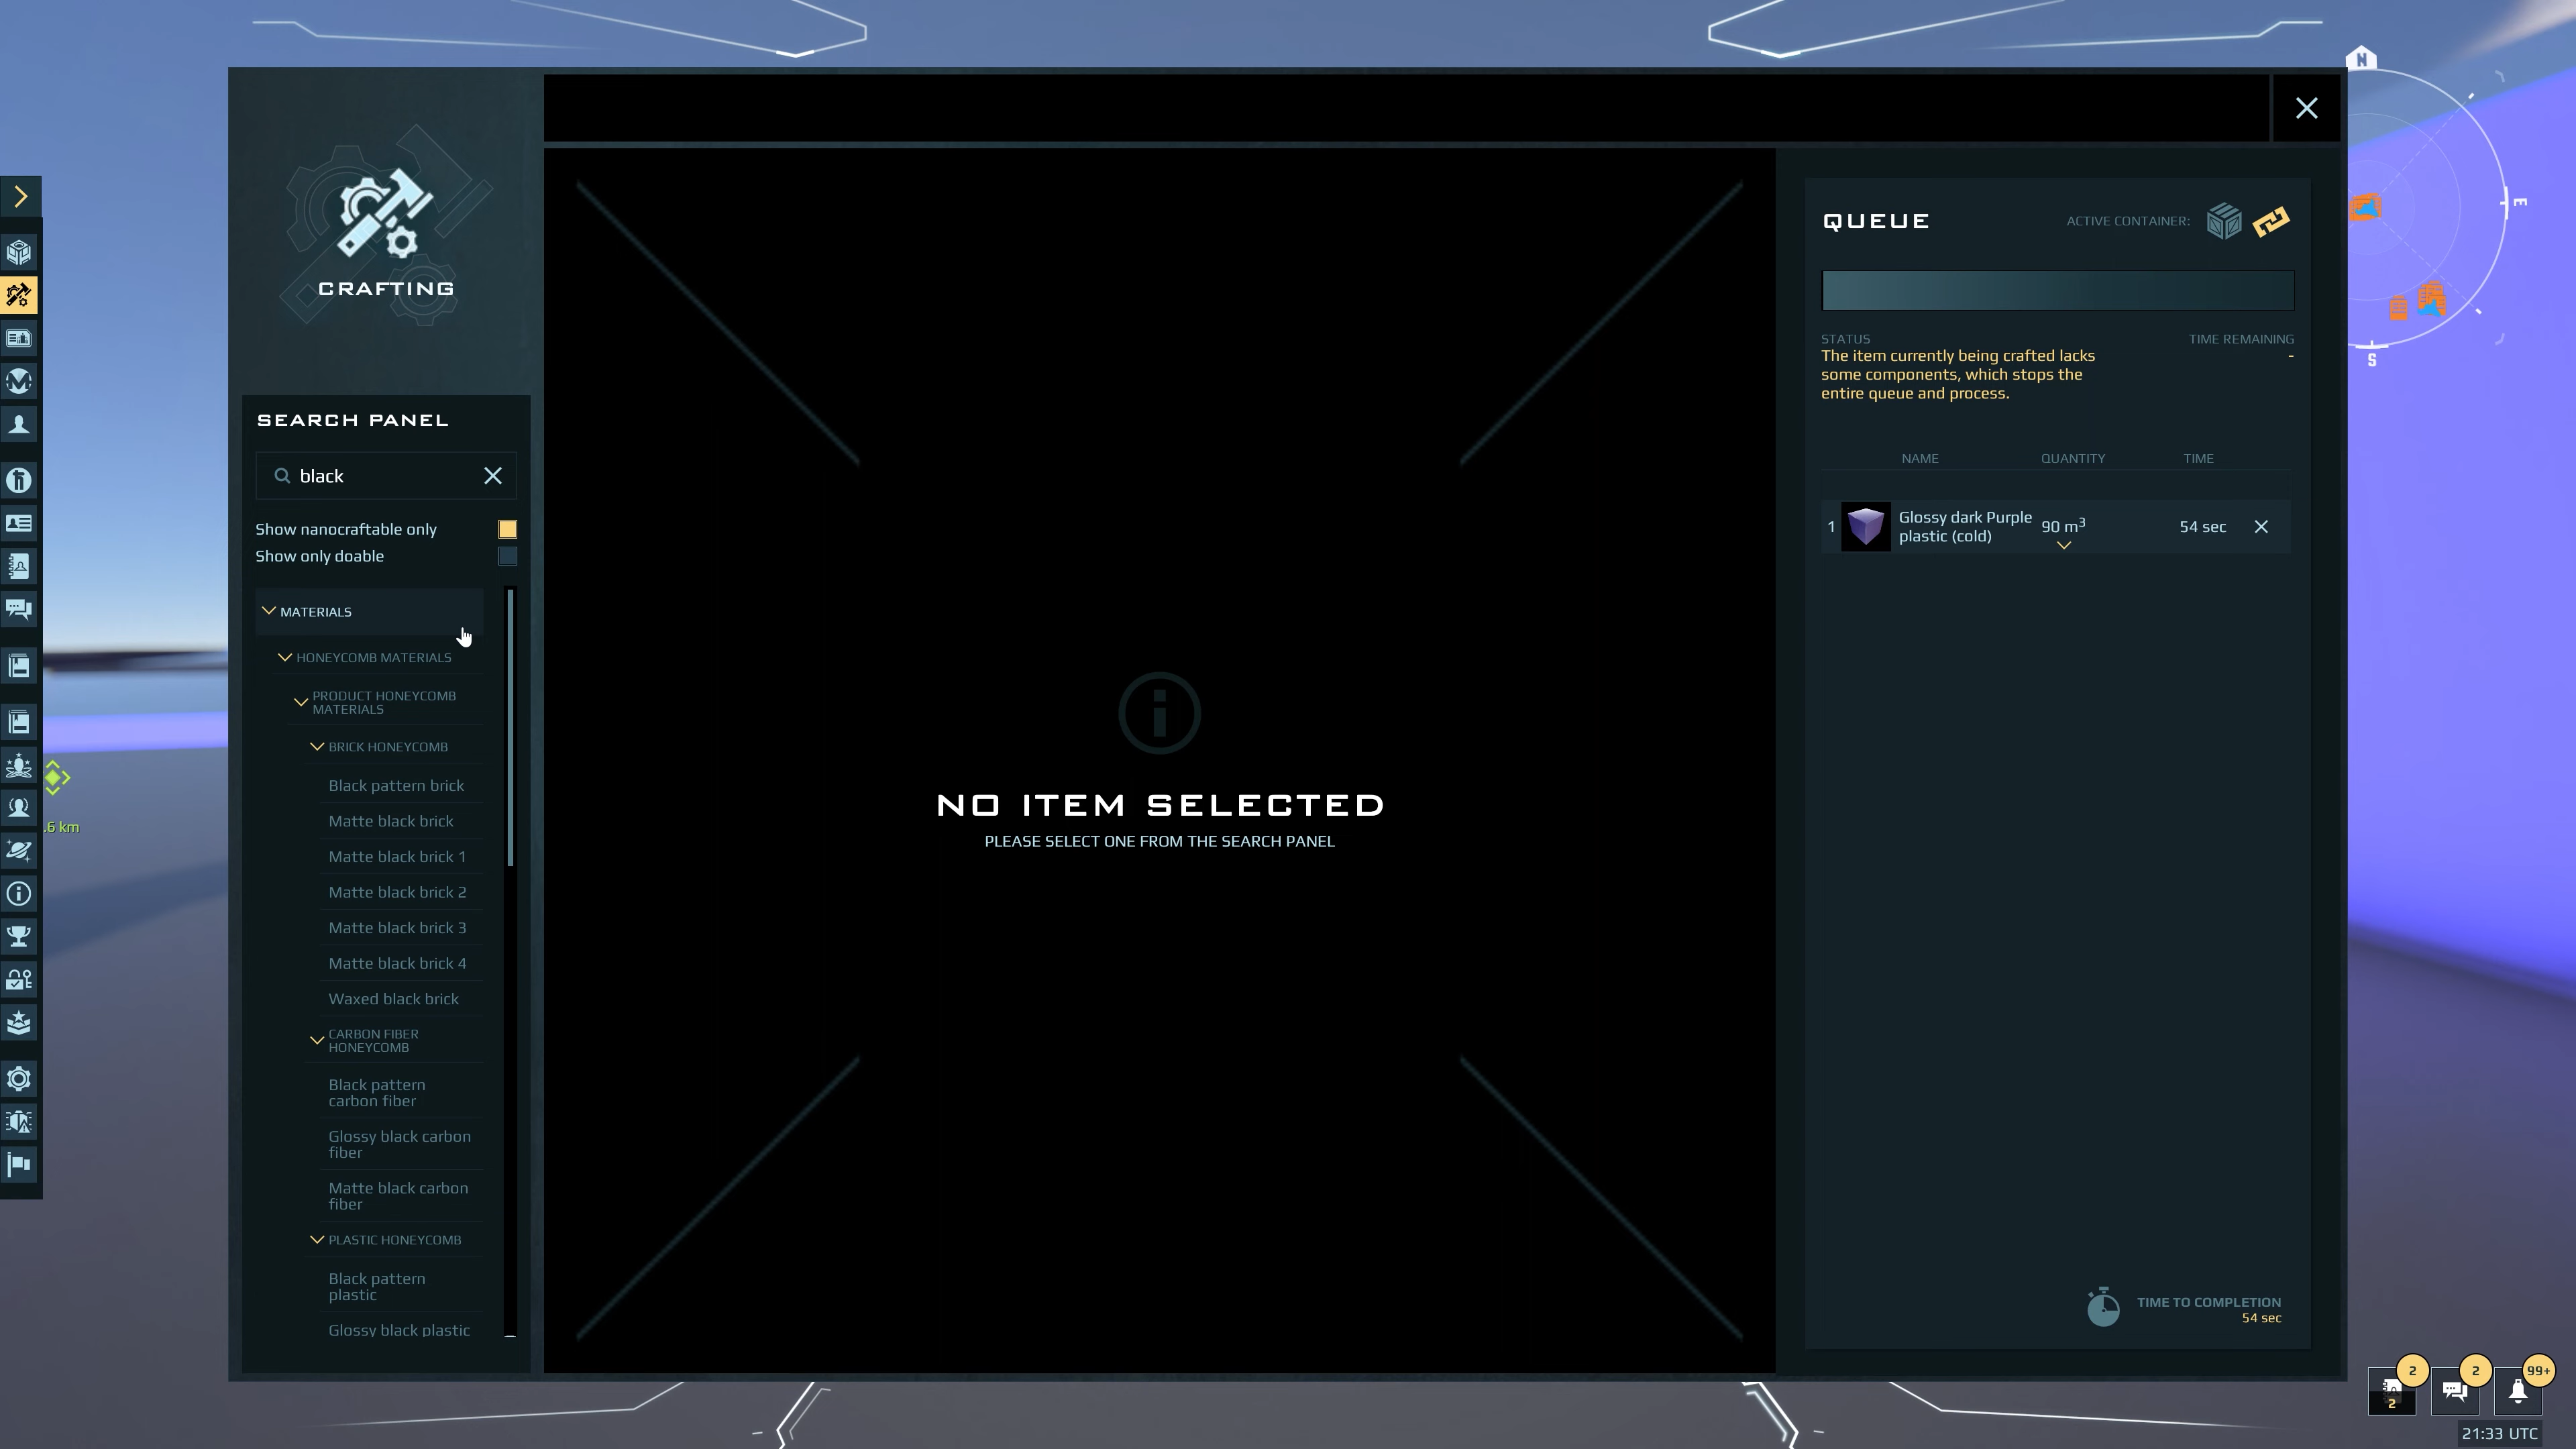 N
E
S
CRAFTING
SEARCH PANEL
black
Show nanocraftable only
Show only doable
MATERIALS
HONEYCOMB MATERIALS
PRODUCT HONEYCOMB
MATERIALS
BRICK HONEYCOMB
Black pattern brick
Matte black brick
Matte black brick 1
Matte black brick 2
Matte black brick 3
Matte black brick 4
Waxed black brick
CARBON FIBER
HONEYCOMB
Black pattern
carbon fiber
Glossy black carbon
fiber
Matte black carbon
fiber
PLASTIC HONEYCOMB
Black pattern
plastic
Glossy black plastic
.6 km
NO ITEM SELECTED
PLEASE SELECT ONE FROM THE SEARCH PANEL
QUEUE
ACTIVE CONTAINER:
STATUS
The item currently being crafted lacks
some components, which stops the
entire queue and process.
TIME REMAINING
-
NAME QUANTITY TIME
1 Glossy dark Purple
plastic (cold) 90 m³ 54 sec
TIME TO COMPLETION
54 sec
2 2 99+
2
21:33 UTC